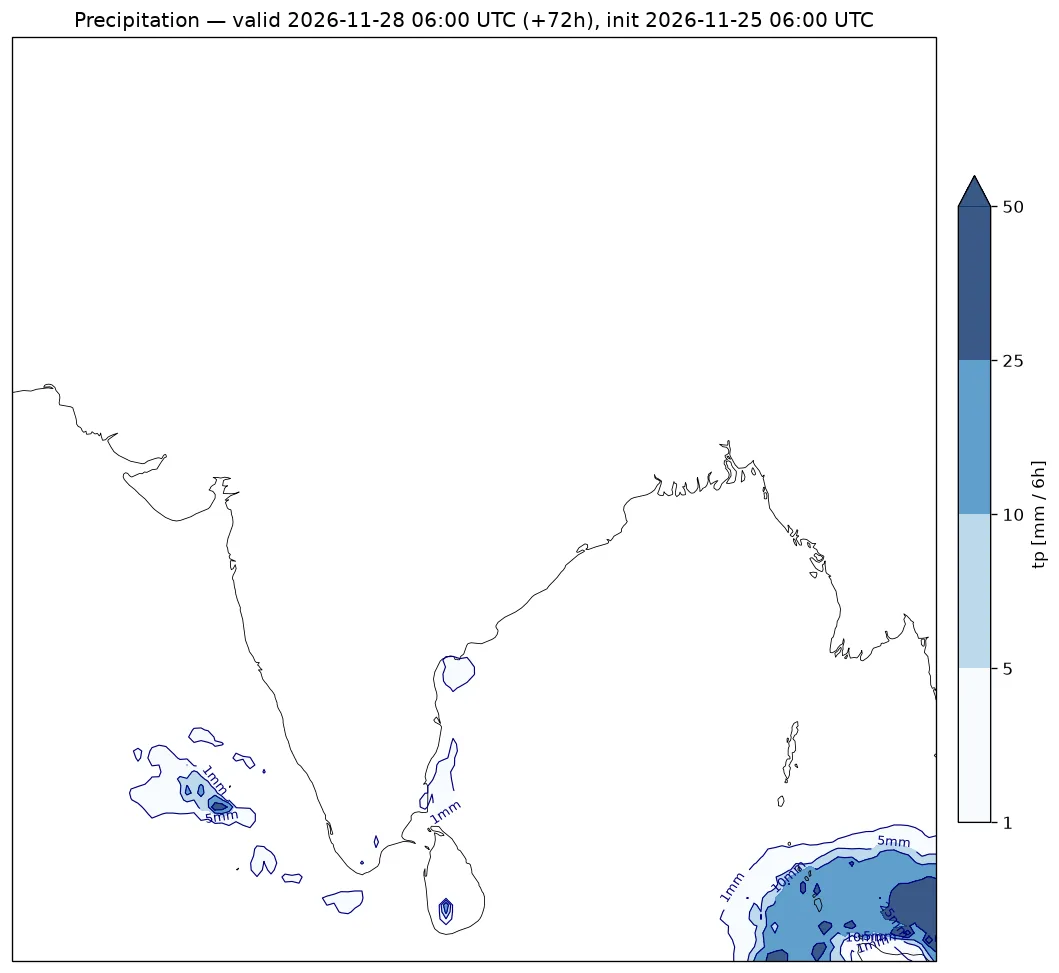 Precipitation — valid 2026-11-28 06:00 UTC (+72h), init 2026-11-25 06:00 UTC
50
25
10
5
1
tp [mm / 6h]
1mm
5mm
1mm
5mm
10mm
1mm
1mm